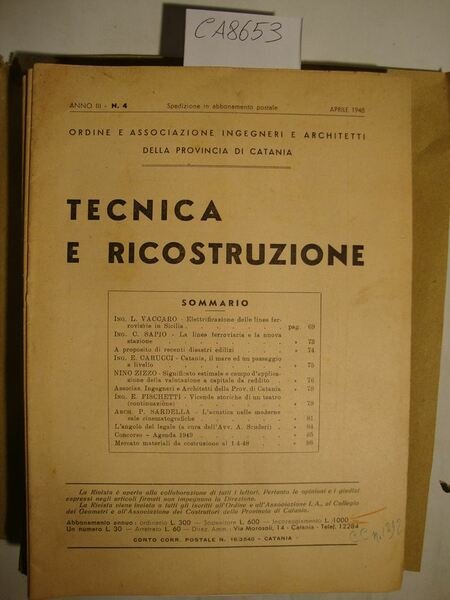 CA8653
ANNO III - N. 4 Spedizione in abbonamento postale APRILE 1948
ORDINE E ASSOCIAZIONE INGEGNERI E ARCHITETTI
DELLA PROVINCIA DI CATANIA
TECNICA
E RICOSTRUZIONE
SOMMARIO
ING. L. VACCARO - Elettrificazione delle linee fer-
roviarie in Sicilia . . . . . . pag. 69
ING. C. SAPIO - La linea ferroviaria e la nuova
stazione . . . . . . . » 73
A proposito di recenti disastri edilizi . . . » 74
ING. E. CARUCCI - Catania, il mare ed un passaggio
a livello . . . . . . . » 75
NINO ZIZZO - Significato estimale e campo d'applica-
zione della valutazione a capitale da reddito . » 76
Associaz. Ingegneri e Architetti della Prov. di Catania » 78
ING. E. FISCHETTI - Vicende storiche di un teatro
(continuazione) . . . . . . » 79
ARCH. P. SARDELLA - L'acustica nelle moderne
sale cinematografiche . . . . . » 81
L'angolo del legale (a cura dell'Avv. A. Scuderi) . » 84
Concorso - Agenda 1949 . . . . . » 85
Mercato materiali da costruzione al 1-4-48 . . » 86
La Rivista è aperta alla collaborazione di tutti i lettori. Pertanto le opinioni e i giudizi
espressi negli articoli firmati non impegnano la Direzione.
La Rivista viene inviata a tutti gli iscritti all'Ordine e all'Associazione I.A., al Collegio
dei Geometri e all'Associazione dei Costruttori della Provincia di Catania.
Abbonamento annuo: ordinario L. 300 — Sostenitore L. 600 — Incoraggiamento L. 1000
Un numero L. 30 — Arretrato L. 60 — Direz. Amm. Via Morosoli, 14 - Catania - Telef. 12284
CONTO CORR. POSTALE N. 16/3540 - CATANIA